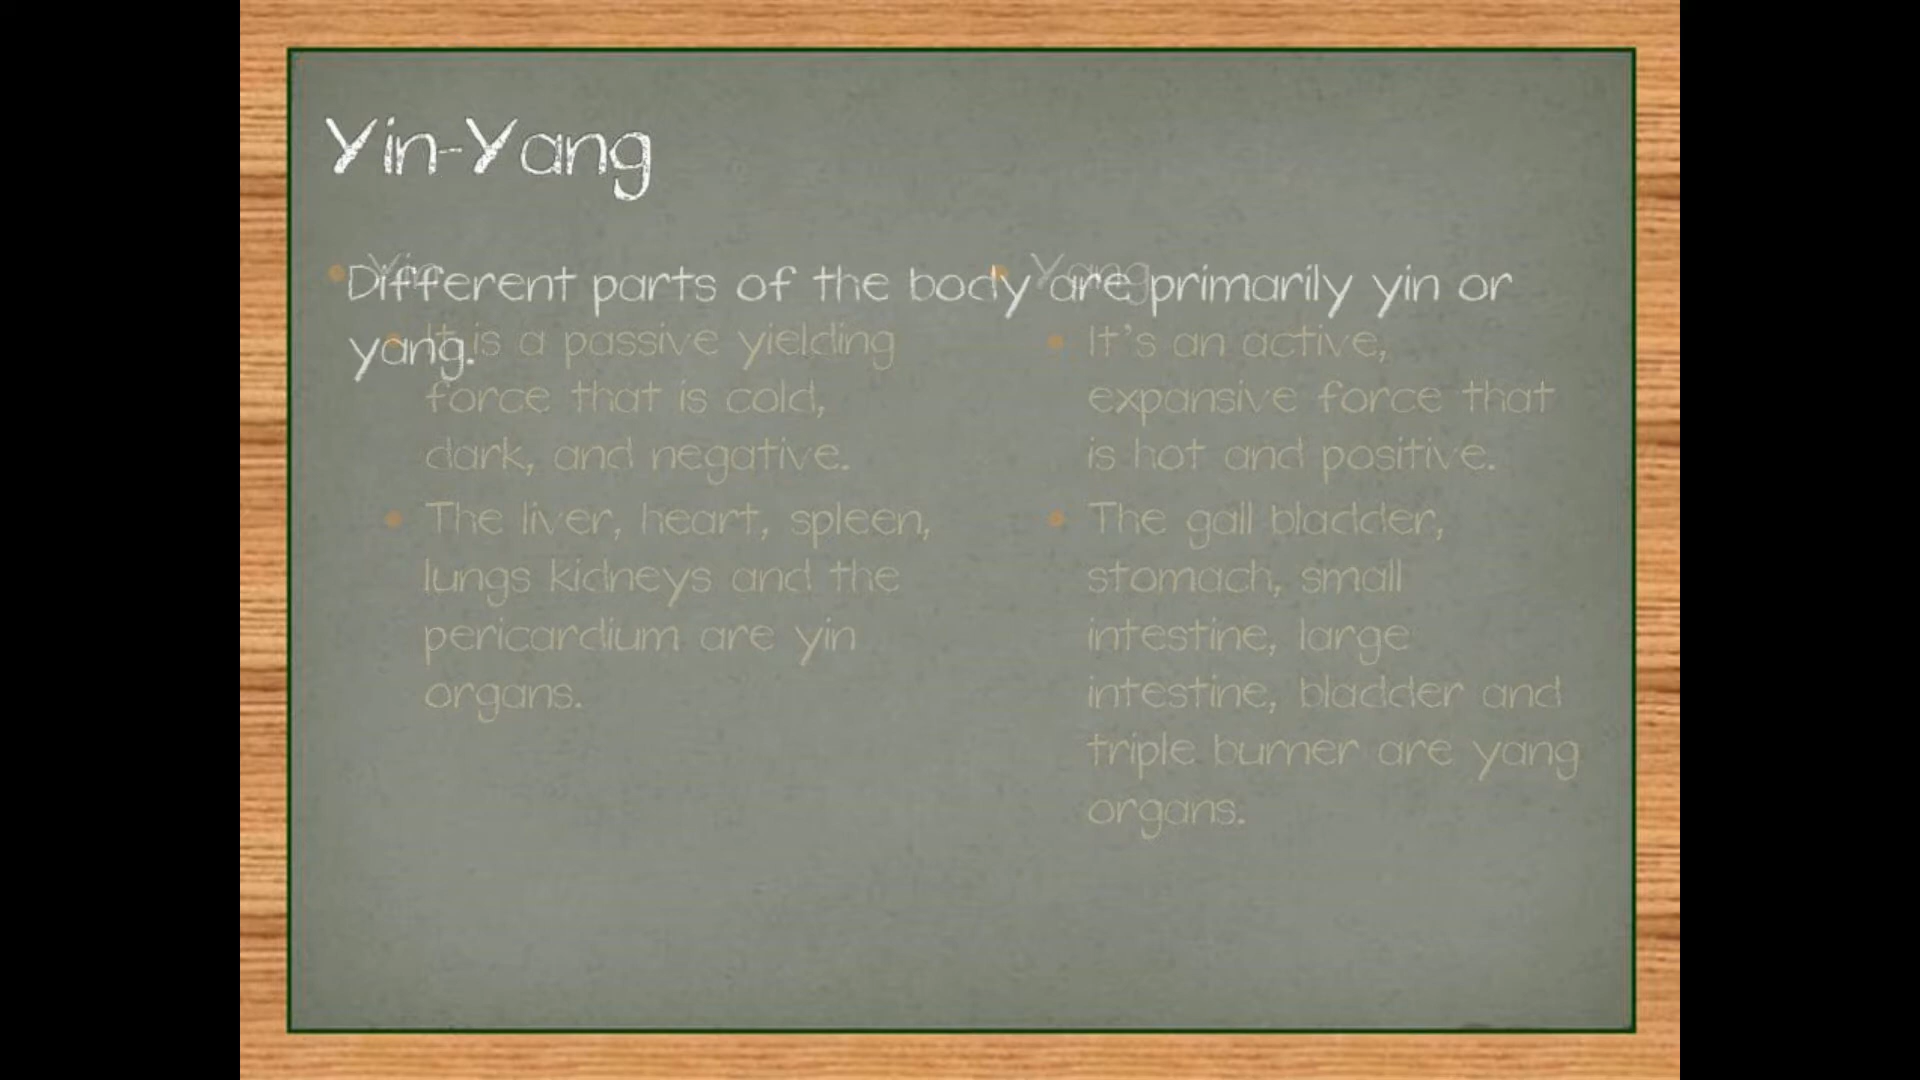 Yin-Yang
Different parts of the body are primarily yin or
yang.
Yin
It is a passive yielding
force that is cold,
dark, and negative.
The liver, heart, spleen,
lungs kidneys and the
pericardium are yin
organs.
Yang
It's an active,
expansive force that
is hot and positive.
The gall bladder,
stomach, small
intestine, large
intestine, bladder and
triple burner are yang
organs.